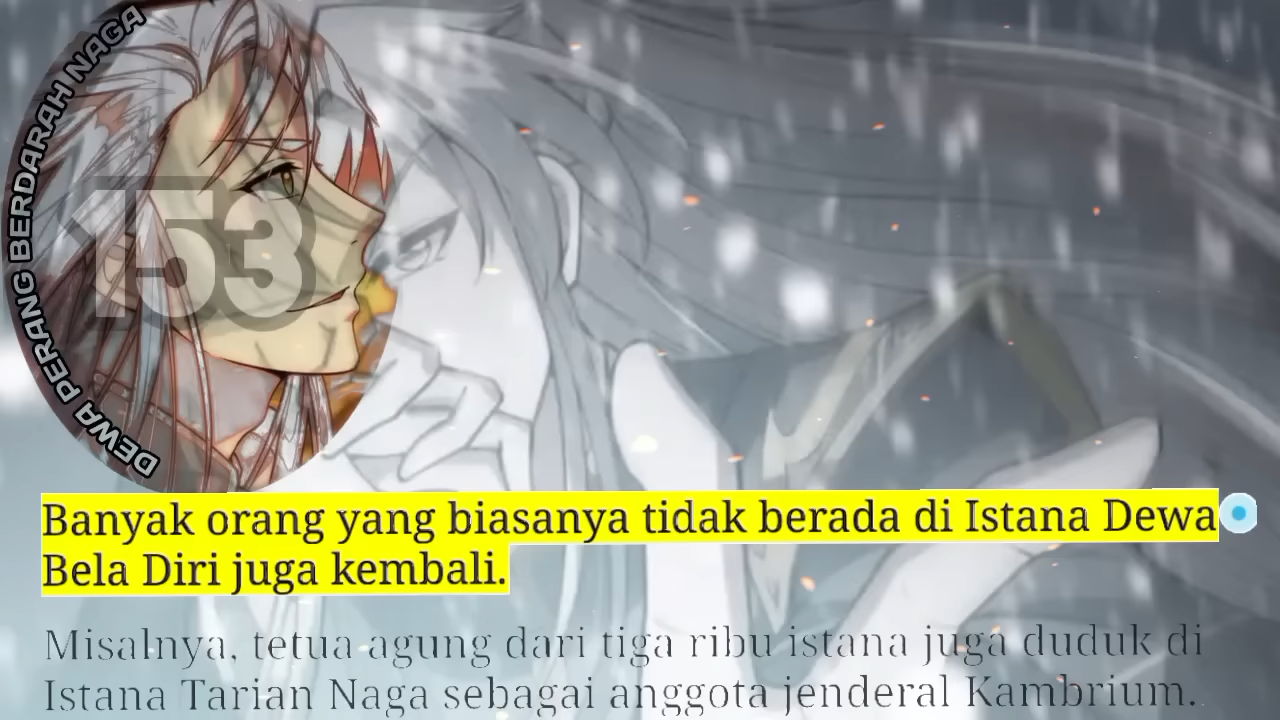 DEWA PERANG BERDARAH NAGA
153
Banyak orang yang biasanya tidak berada di Istana Dewa
Bela Diri juga kembali.
Misalnya, tetua agung dari tiga ribu istana juga duduk di
Istana Tarian Naga sebagai anggota jenderal Kambrium.